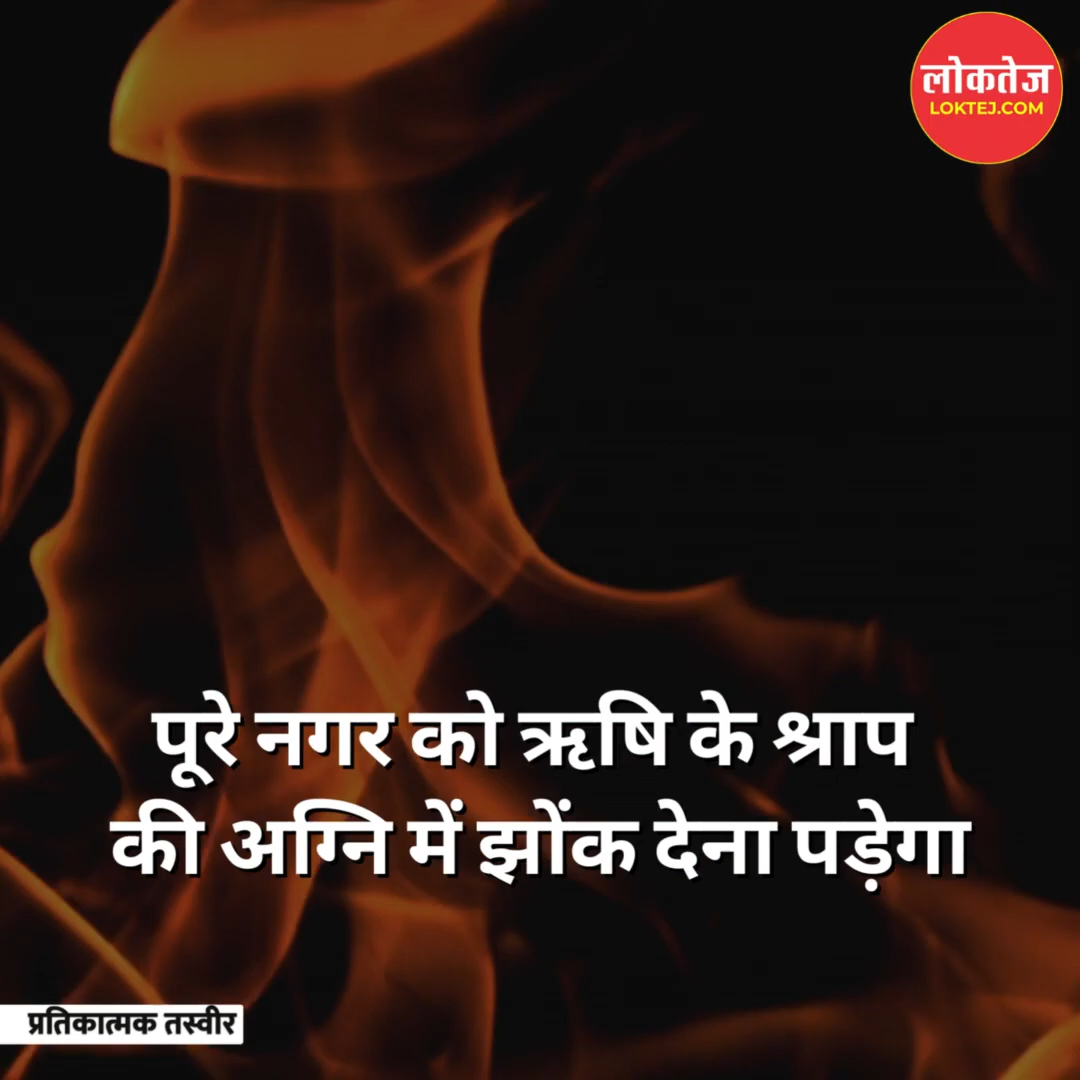 लोकतेज
LOKTEJ.COM
पूरे नगर को ऋषि के श्राप
की अग्नि में झोंक देना पड़ेगा
प्रतिकात्मक तस्वीर